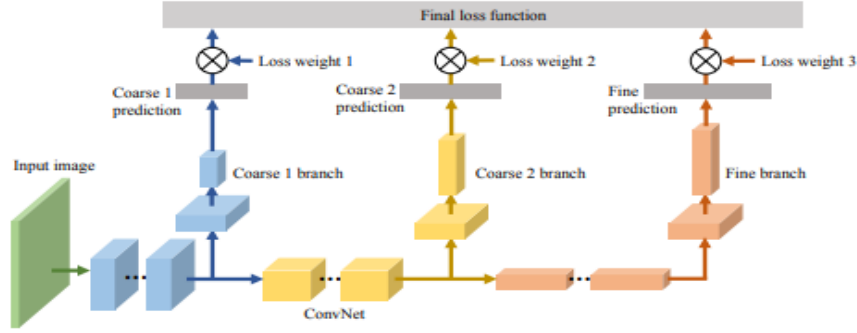 Final loss function
Loss weight 1
Loss weight 2
Loss weight 3
Coarse 1
prediction
Coarse 2
prediction
Fine
prediction
Input image
Coarse 1 branch
Coarse 2 branch
Fine branch
ConvNet